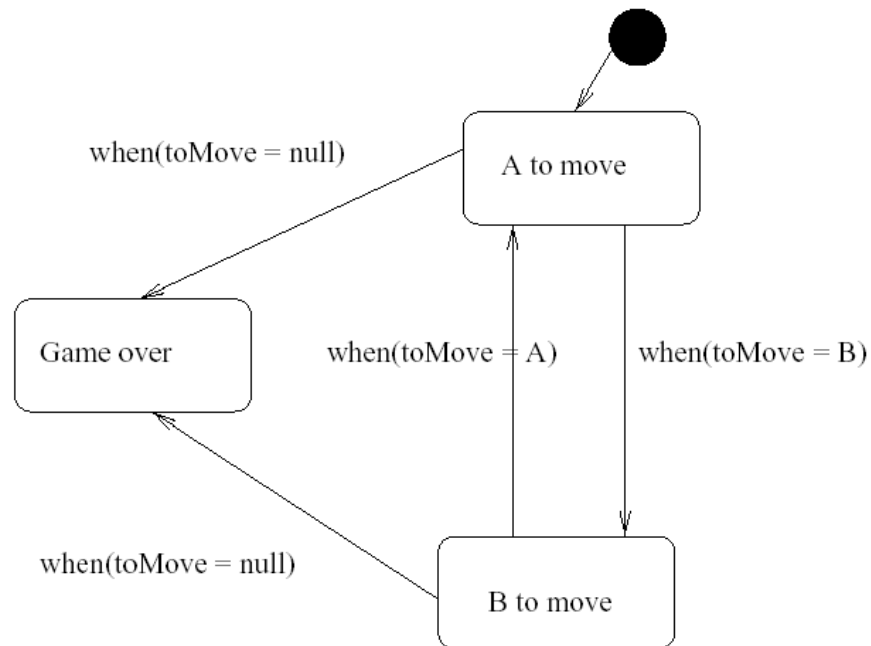 when(toMove = null)
A to move
Game over
when(toMove = A)
when(toMove = B)
when(toMove = null)
B to move